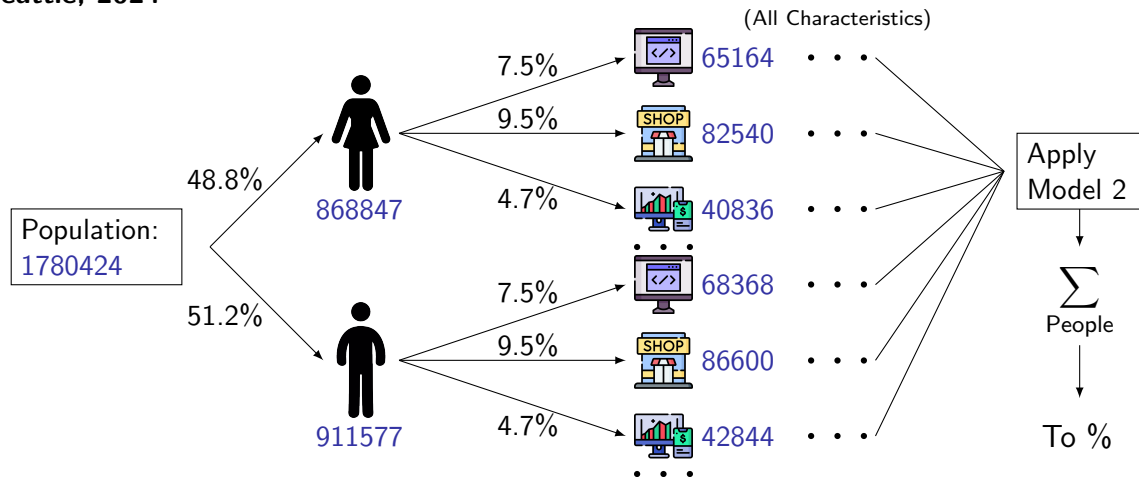 (All Characteristics)
7.5%
65164
SHOP
9.5%
82540
48.8%
868847
4.7%
40836
Population:
1780424
Apply
Model 2
7.5%
68368
∑
People
51.2%
9.5%
SHOP
86600
911577
4.7%
42844
To %